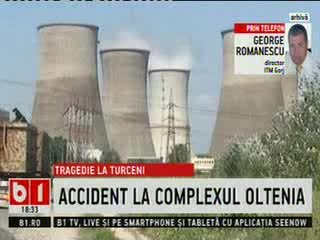 arhivă
PRIN TELEFON
GEORGE
ROMANESCU
director
ITM Gorj
TRAGEDIE LA TURCENI
B1
ACCIDENT LA COMPLEXUL OLTENIA
18:33
B1.RO
B1 TV, LIVE ȘI PE SMARTPHONE ȘI TABLETĂ CU APLICAȚIA SEENOW